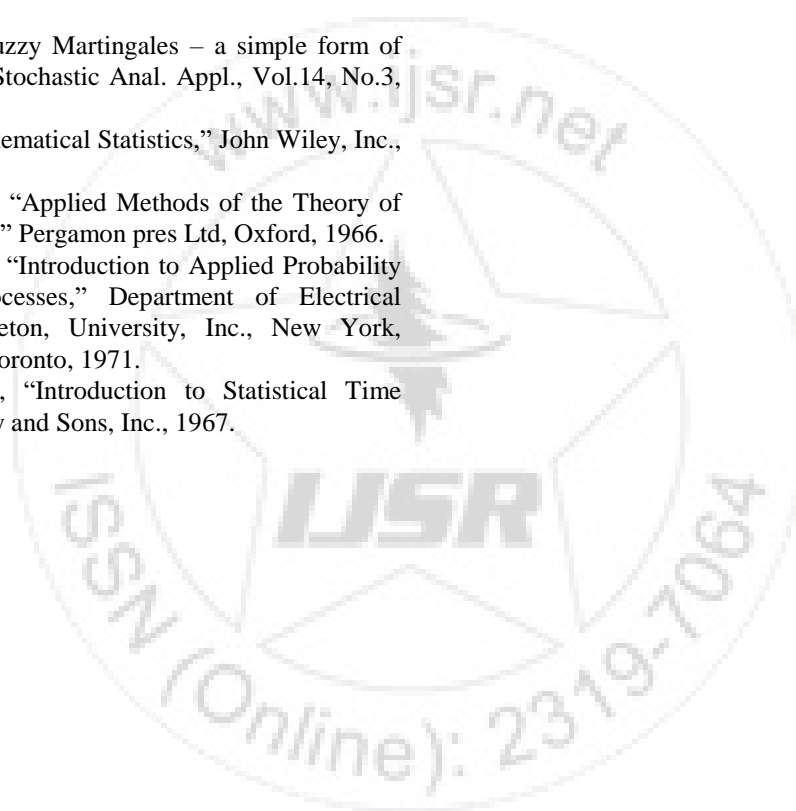 uzzy Martingales – a simple form of
Stochastic Anal. Appl., Vol.14, No.3,
ematical Statistics,” John Wiley, Inc.,
“Applied Methods of the Theory of
” Pergamon pres Ltd, Oxford, 1966.
“Introduction to Applied Probability
ocesses,” Department of Electrical
eton, University, Inc., New York,
oronto, 1971.
, “Introduction to Statistical Time
y and Sons, Inc., 1967.
www.ijsr.net
IJSR
ISSN (Online): 2319-7064